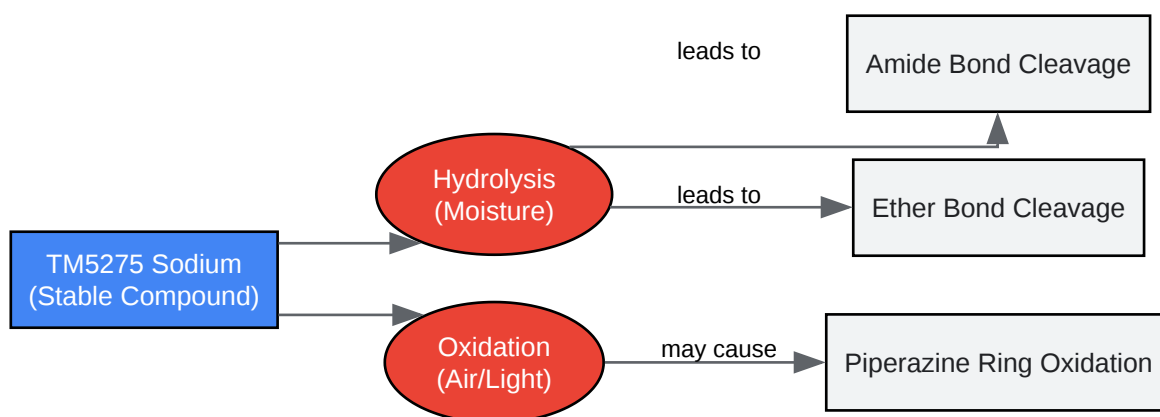 leads to
Amide Bond Cleavage
Hydrolysis
(Moisture)
leads to
Ether Bond Cleavage
TM5275 Sodium
(Stable Compound)
Oxidation
(Air/Light)
may cause
Piperazine Ring Oxidation